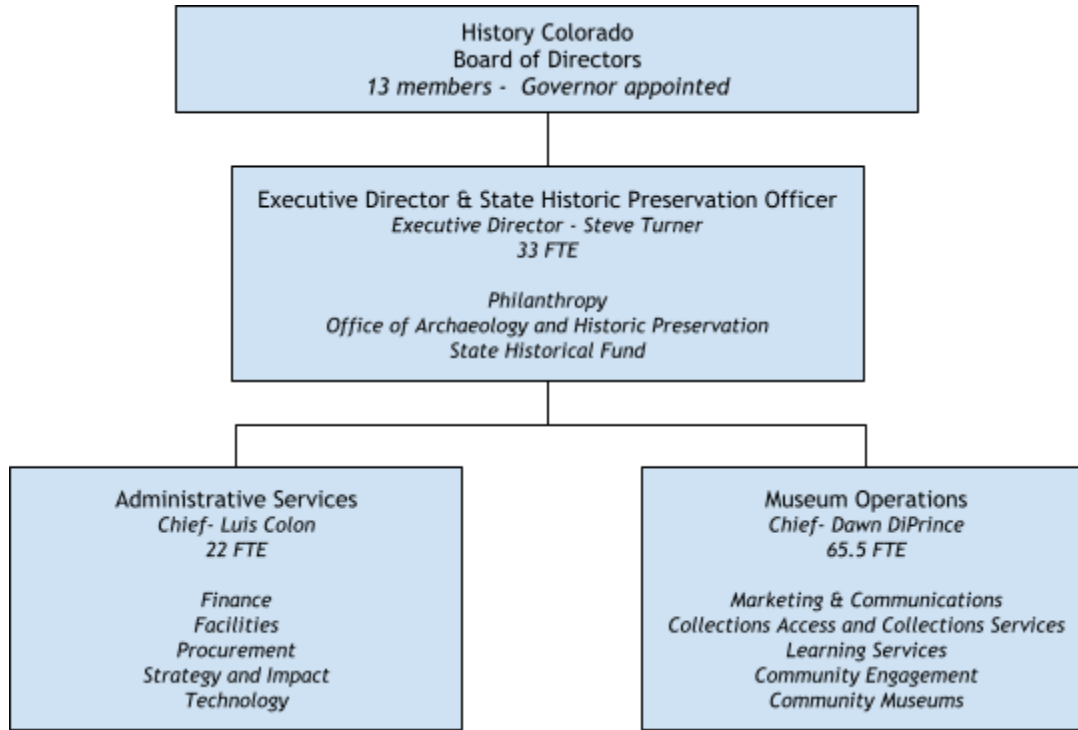 History Colorado
Board of Directors
13 members - Governor appointed
Executive Director & State Historic Preservation Officer
Executive Director - Steve Turner
33 FTE
Philanthropy
Office of Archaeology and Historic Preservation
State Historical Fund
Administrative Services
Chief- Luis Colon
22 FTE
Finance
Facilities
Procurement
Strategy and Impact
Technology
Museum Operations
Chief- Dawn DiPrince
65.5 FTE
Marketing & Communications
Collections Access and Collections Services
Learning Services
Community Engagement
Community Museums